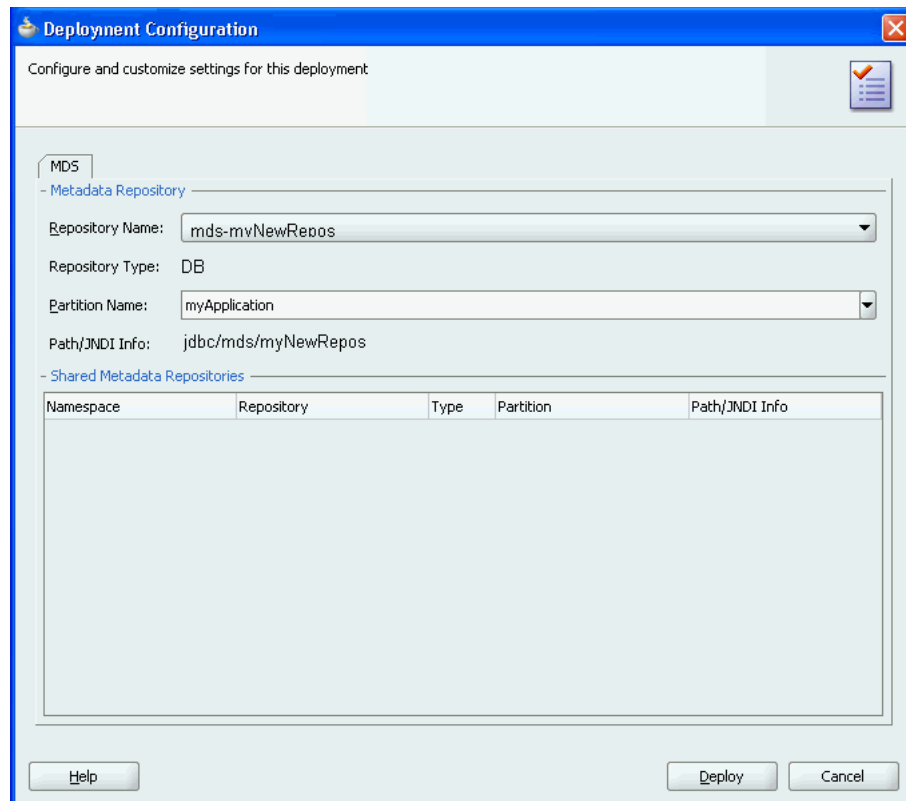 Deployment Configuration
Configure and customize settings for this deployment
MDS
Metadata Repository
Repository Name: mds-myNewRepos
Repository Type: DB
Partition Name: myApplication
Path/JNDI Info: jdbc/mds/myNewRepos
Shared Metadata Repositories
Namespace Repository Type Partition Path/JNDI Info
Help Deploy Cancel